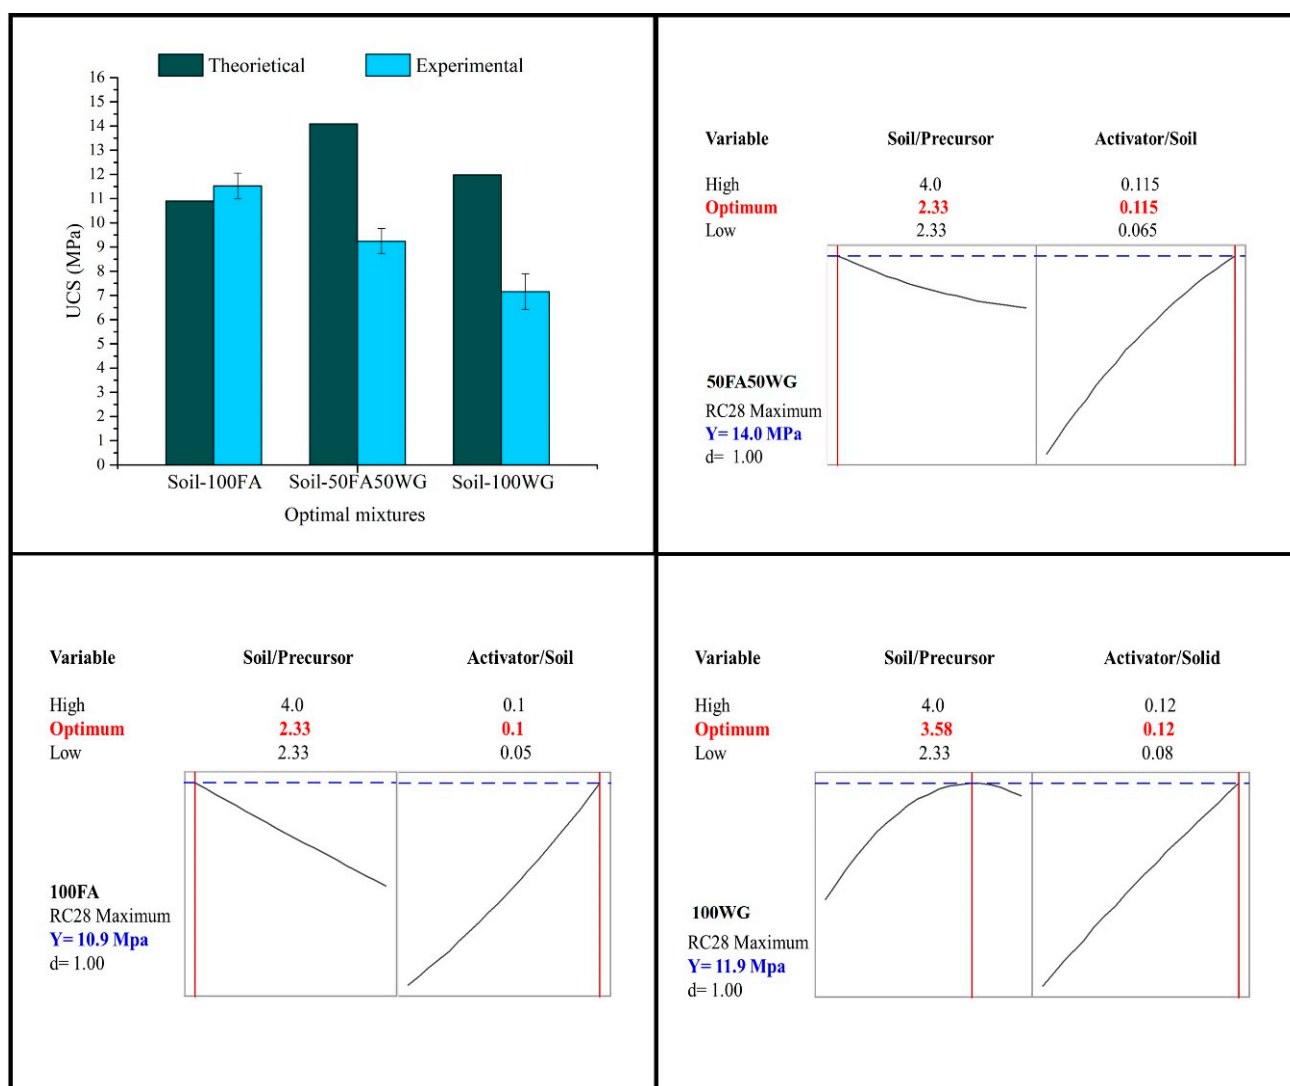 Theorietical Experimental
16
15
14
13
12
11
10
9
8
7
6
5
4
3
2
1
0
UCS (MPa)
Soil-100FA Soil-50FA50WG Soil-100WG
Optimal mixtures
Variable Soil/Precursor Activator/Soil
High 4.0 0.115
Optimum 2.33 0.115
Low 2.33 0.065
50FA50WG
RC28 Maximum
Y= 14.0 MPa
d= 1.00
Variable Soil/Precursor Activator/Soil
High 4.0 0.1
Optimum 2.33 0.1
Low 2.33 0.05
100FA
RC28 Maximum
Y= 10.9 Mpa
d= 1.00
Variable Soil/Precursor Activator/Solid
High 4.0 0.12
Optimum 3.58 0.12
Low 2.33 0.08
100WG
RC28 Maximum
Y= 11.9 Mpa
d= 1.00